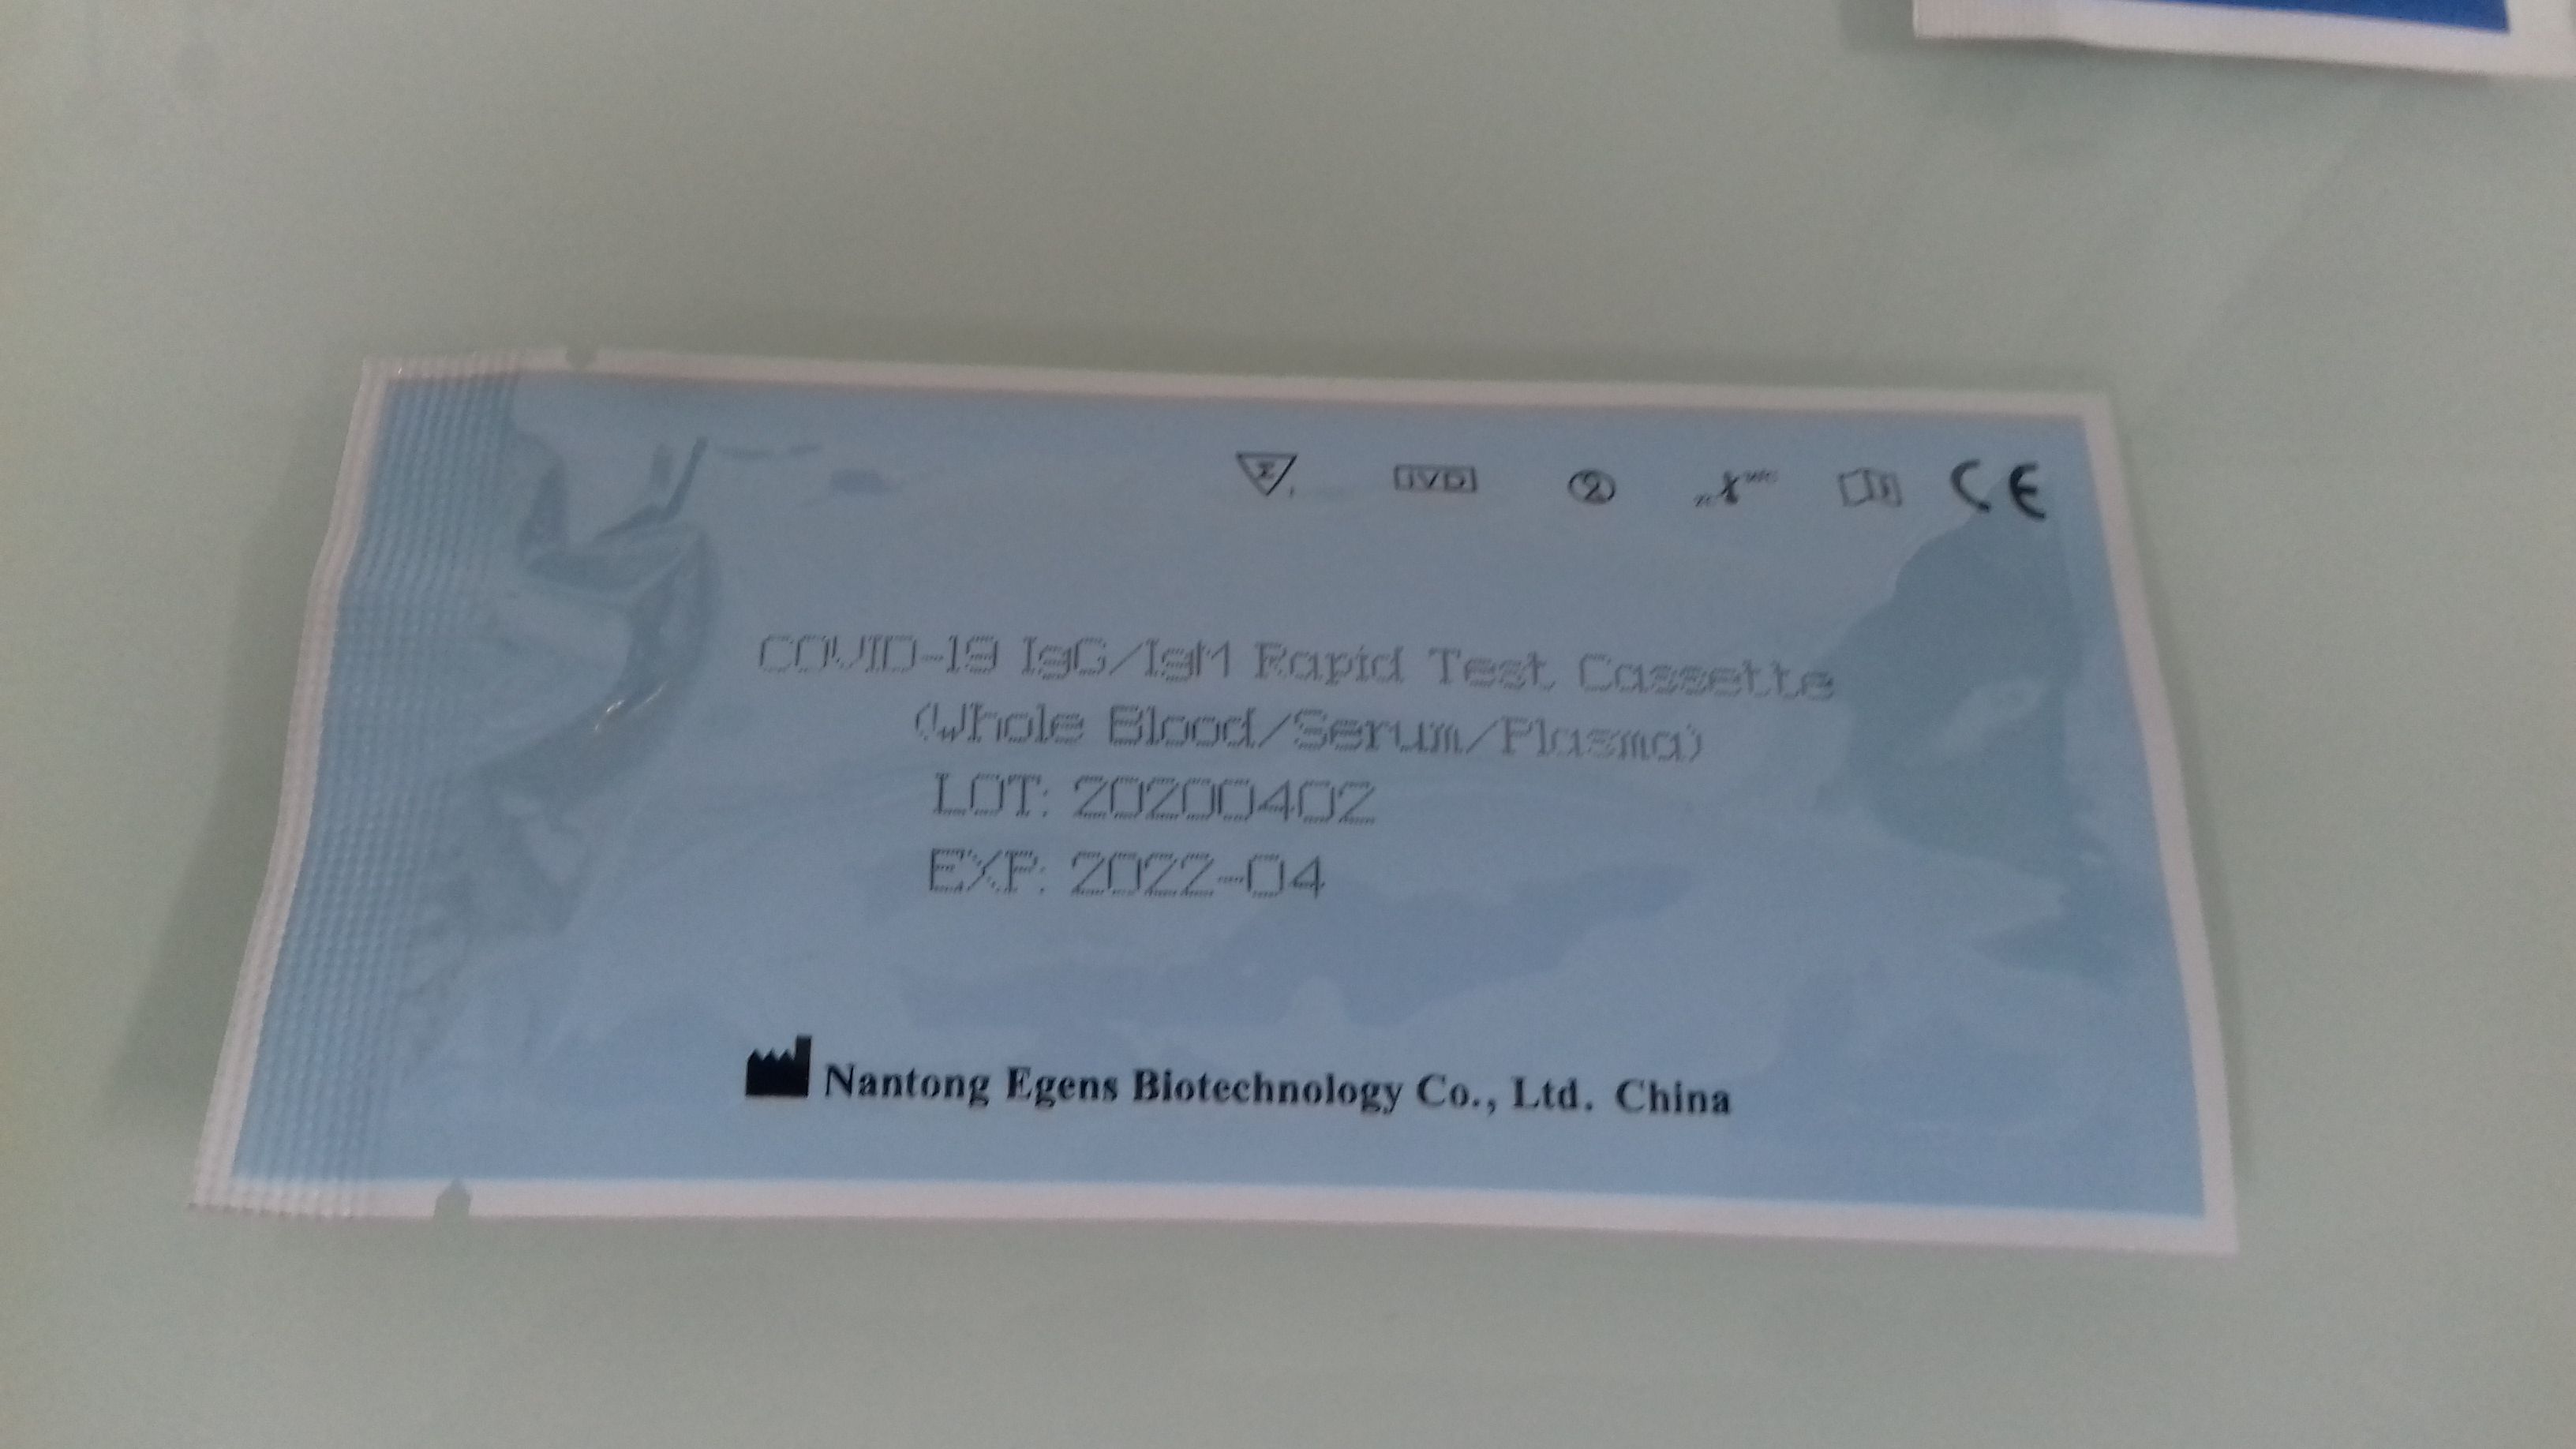 IVD 2 CE
COVID-19 IgG/IgM Rapid Test Cassette
(Whole Blood/Serum/Plasma)
LOT: 20200402
EXP: 2022-04
Nantong Egens Biotechnology Co., Ltd. China